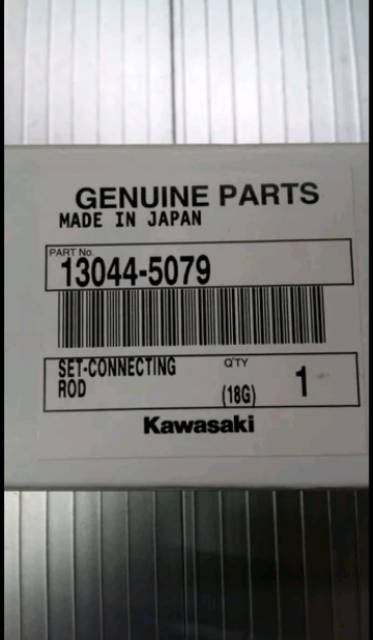 GENUINE PARTS
MADE IN JAPAN
PART No.
13044-5079
SET-CONNECTING
ROD
Q'TY
(18G)
1
Kawasaki